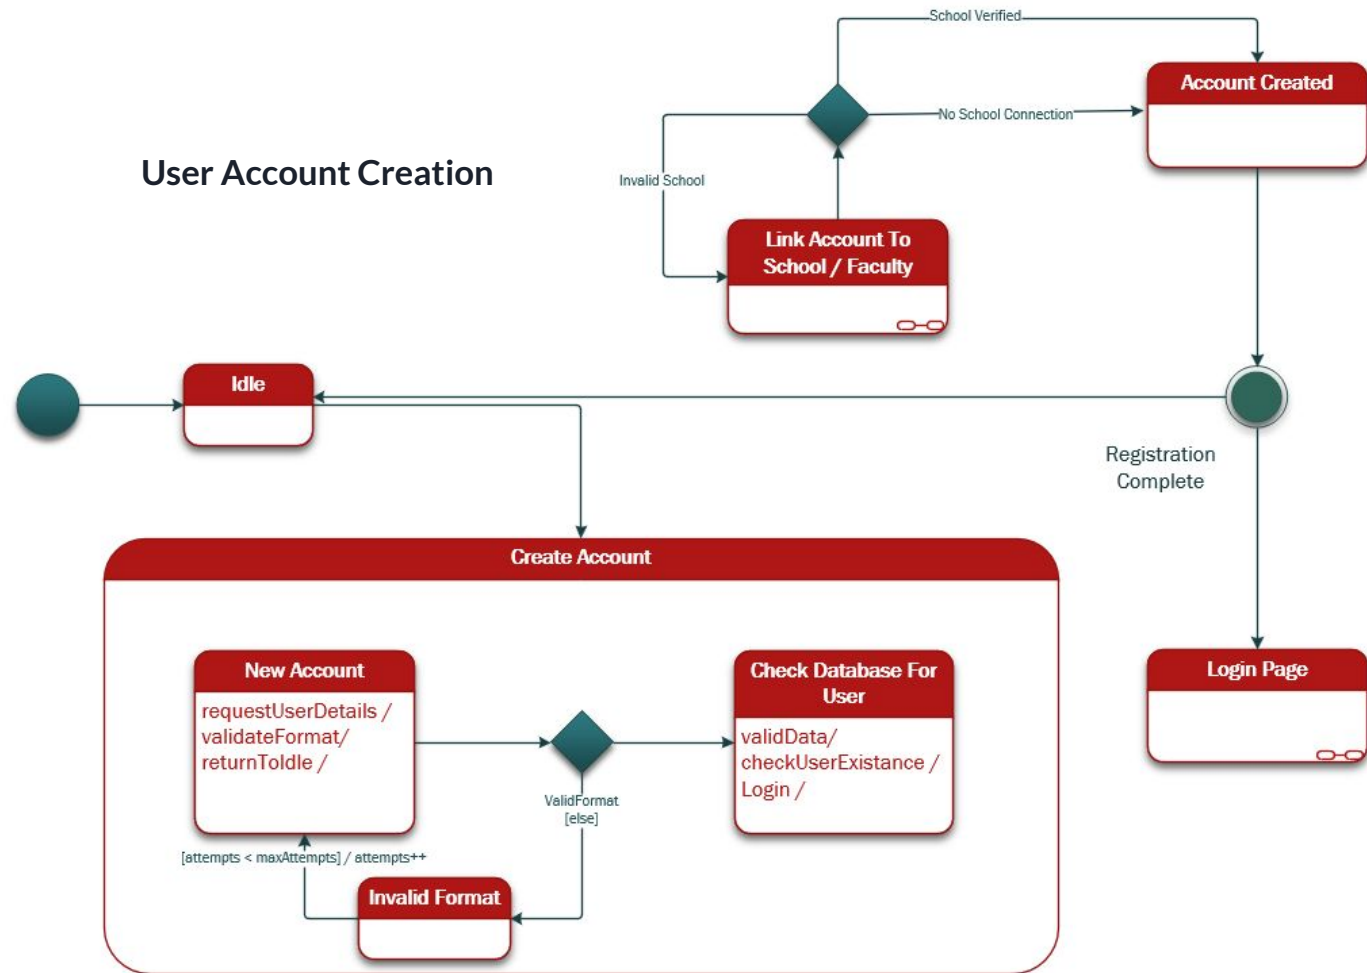 School Verified
Account Created
No School Connection
User Account Creation
Invalid School
Link Account To
School / Faculty
Idle
Registration
Complete
Create Account
New Account
requestUserDetails /
validateFormat/
returnToIdle /
Check Database For
User
validData/
checkUserExistance /
Login /
Login Page
ValidFormat
[else]
[attempts < maxAttempts] / attempts++
Invalid Format